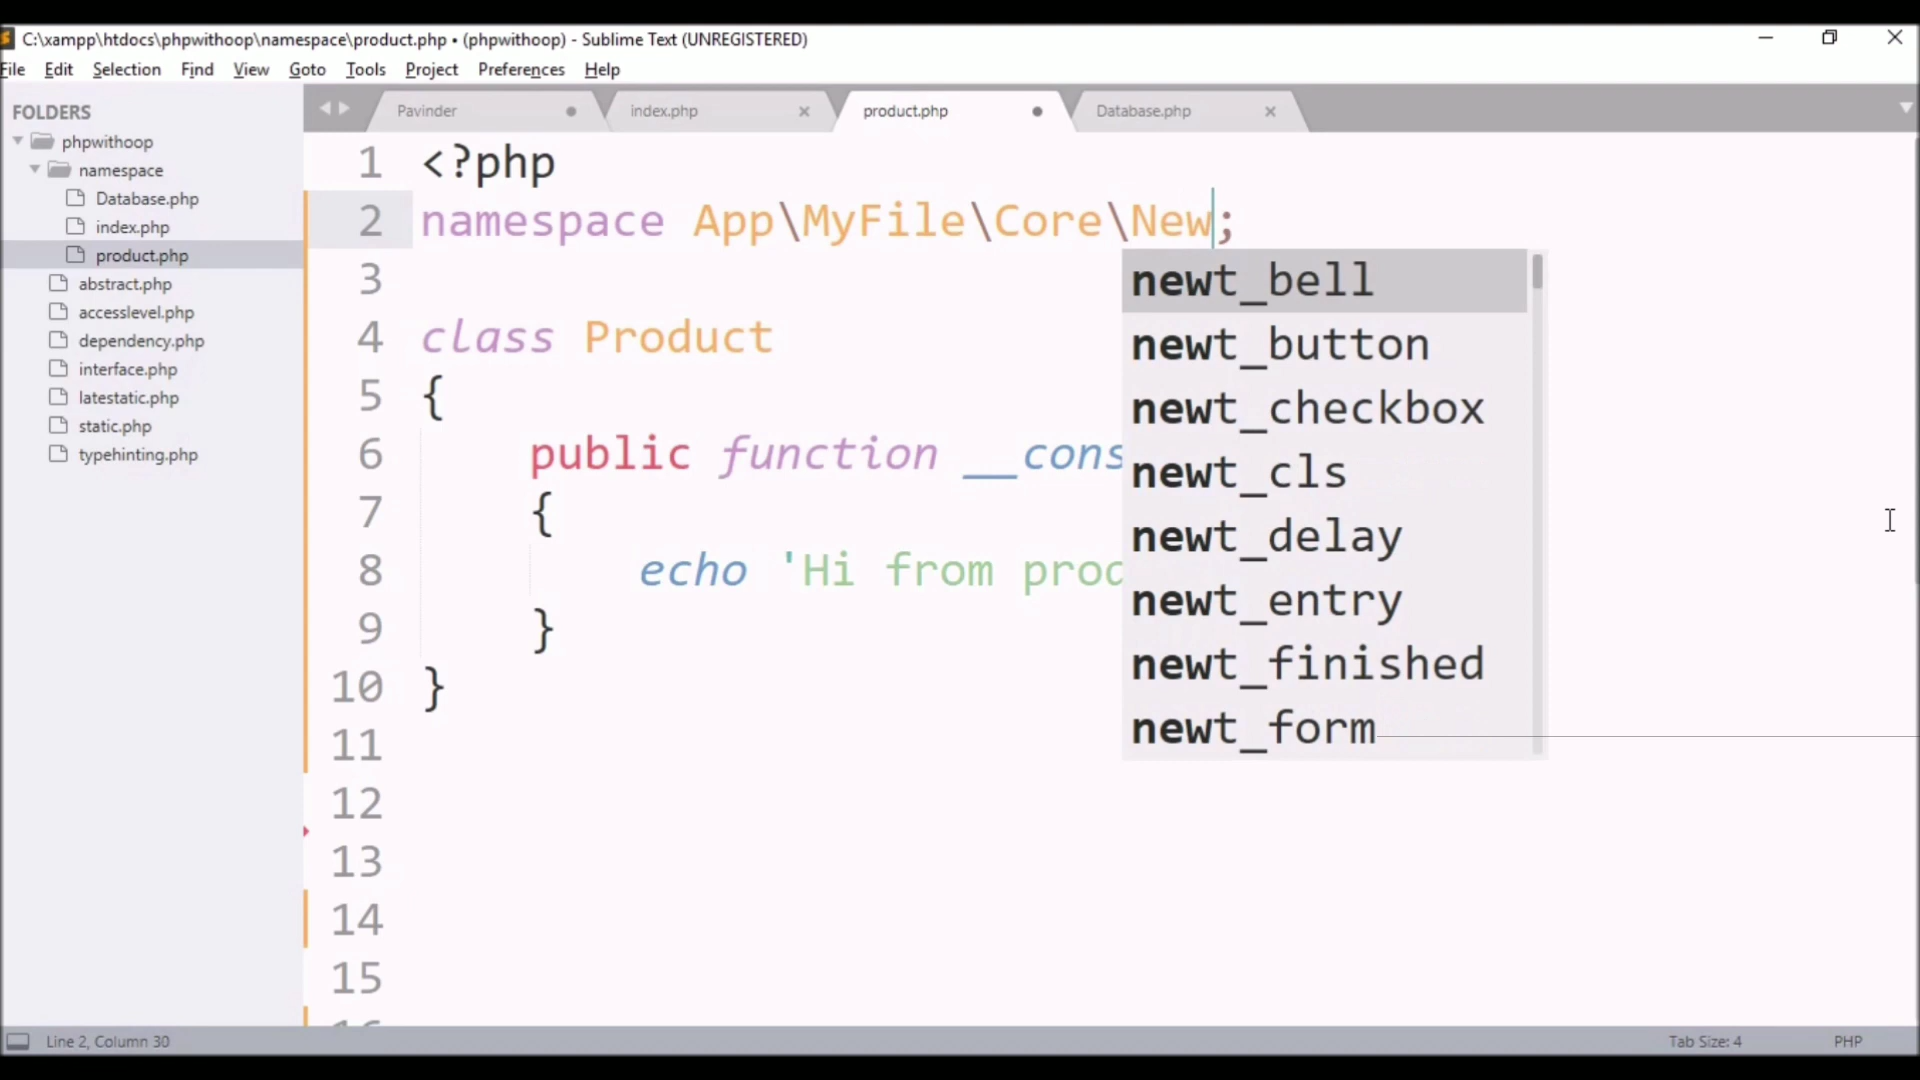 C:\xampp\htdocs\phpwithoop\namespace\product.php • (phpwithoop) - Sublime Text (UNREGISTERED)
File Edit Selection Find View Goto Tools Project Preferences Help
FOLDERS
phpwithoop
namespace
Database.php
index.php
product.php
abstract.php
accesslevel.php
dependency.php
interface.php
latestatic.php
static.php
typehinting.php
Pavinder index.php product.php Database.php
1 <?php
2 namespace App\MyFile\Core\New;
3
4 class Product
5 {
6 public function __cons
7 {
8 echo 'Hi from prod
9 }
10 }
11
12
13
14
15
newt_bell
newt_button
newt_checkbox
newt_cls
newt_delay
newt_entry
newt_finished
newt_form
Line 2, Column 30 Tab Size: 4 PHP